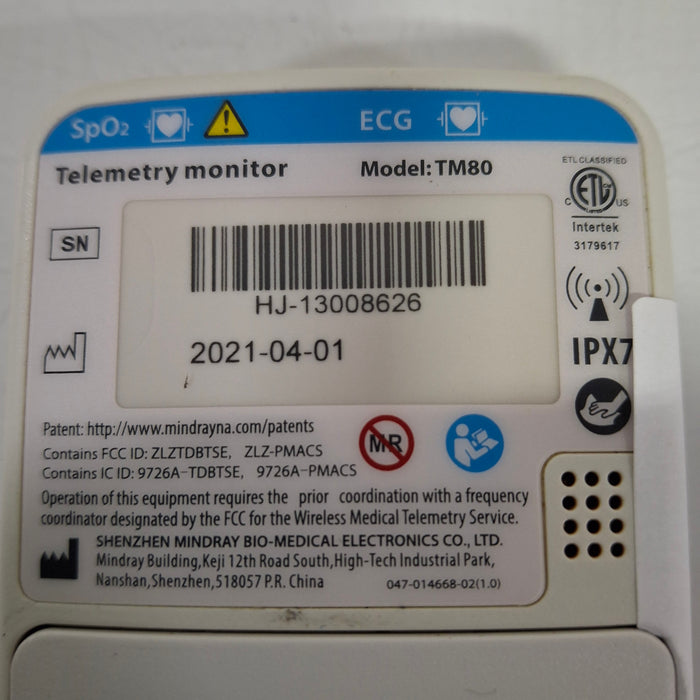 SpO2 ECG
Telemetry monitor Model: TM80
ETL CLASSIFIED
ETL CM
LISTED
C US
Intertek
3179617
SN
HJ-13008626
2021-04-01
IPX7
Patent: http://www.mindrayna.com/patents
Contains FCC ID: ZLZTDBTSE, ZLZ-PMACS
Contains IC ID: 9726A-TDBTSE, 9726A-PMACS
MR
Operation of this equipment requires the prior coordination with a frequency
coordinator designated by the FCC for the Wireless Medical Telemetry Service.
SHENZHEN MINDRAY BIO-MEDICAL ELECTRONICS CO., LTD.
Mindray Building,Keji 12th Road South,High-Tech Industrial Park,
Nanshan,Shenzhen,518057 P.R. China 047-014668-02(1.0)